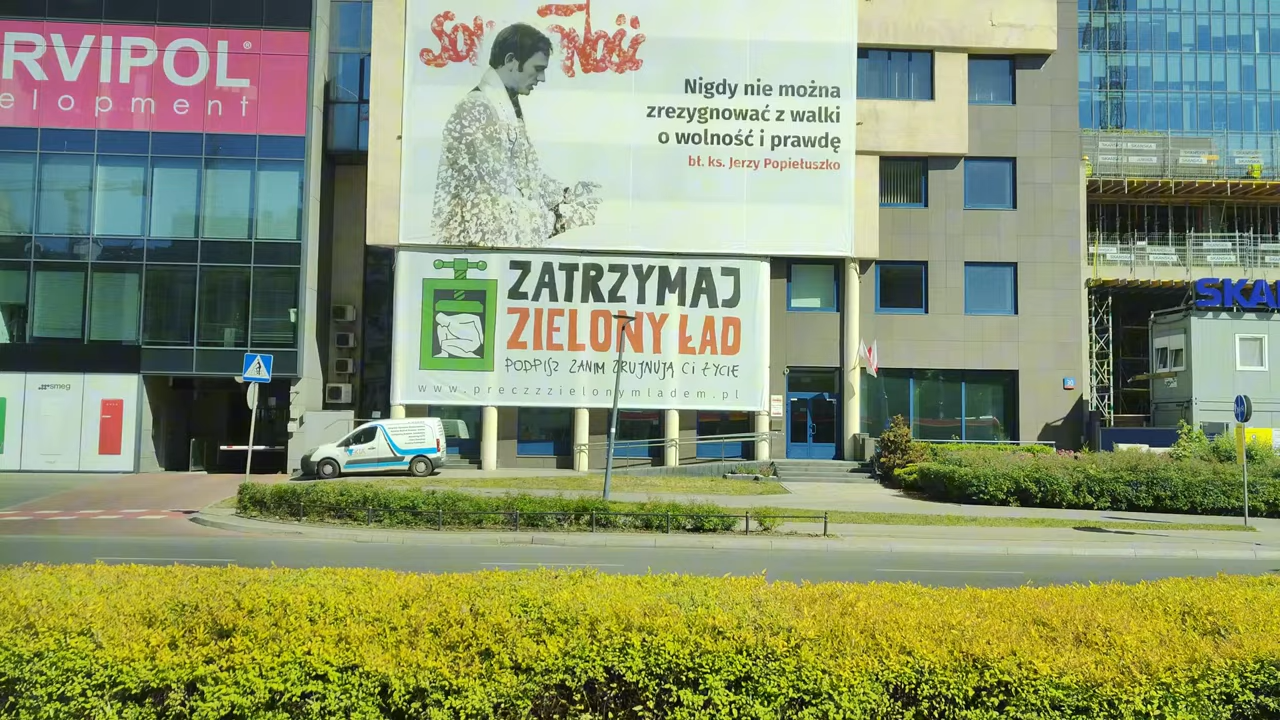 RVIPOL®
elopment
Nigdy nie można
zrezygnować z walki
o wolność i prawdę
bł. ks. Jerzy Popiełuszko
ZATRZYMAJ
ZIELONY ŁAD
PODPISZ ZANIM ZRUJNUJĄ CI ŻYCIE
www.preczzzielonymladem.pl
smeg
SKA